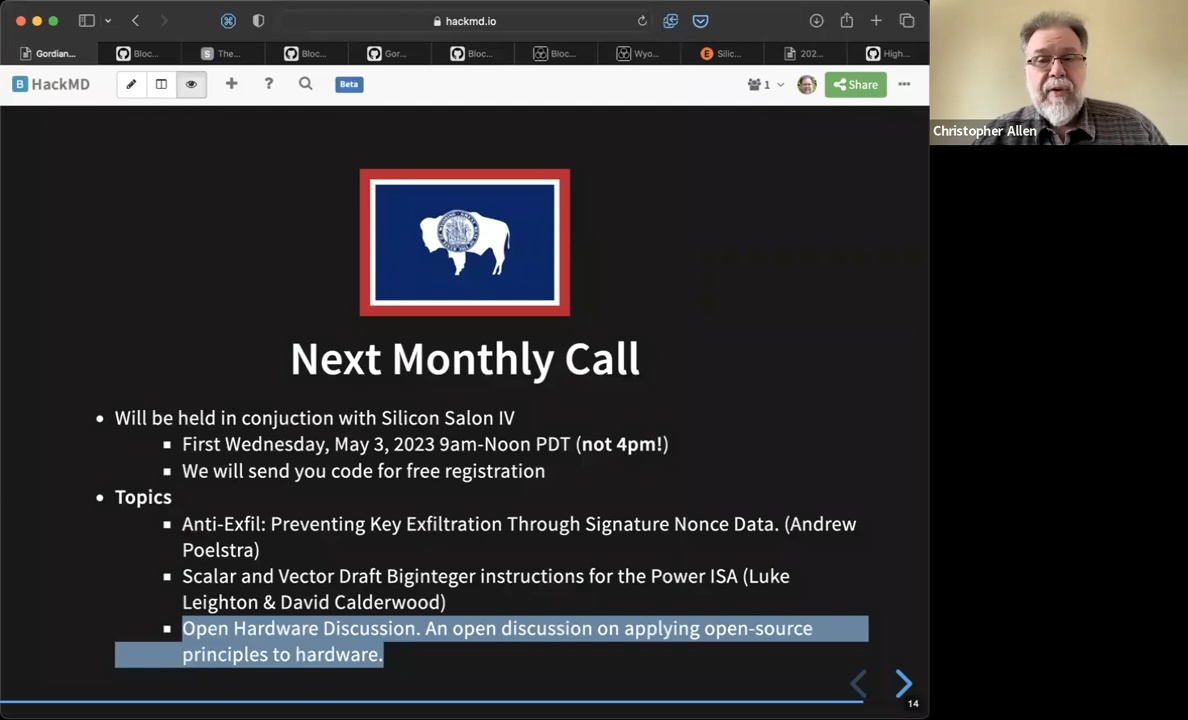 hackmd.io
Gordian...
Bloc...
The...
Bloc...
Gor...
Bloc...
Bloc...
Wyo...
Silic...
202...
High...
HackMD
Beta
1
Share
Christopher Allen
Next Monthly Call
Will be held in conjuction with Silicon Salon IV
First Wednesday, May 3, 2023 9am-Noon PDT (not 4pm!)
We will send you code for free registration
Topics
Anti-Exfil: Preventing Key Exfiltration Through Signature Nonce Data. (Andrew
Poelstra)
Scalar and Vector Draft Biginteger instructions for the Power ISA (Luke
Leighton & David Calderwood)
Open Hardware Discussion. An open discussion on applying open-source
principles to hardware.
14